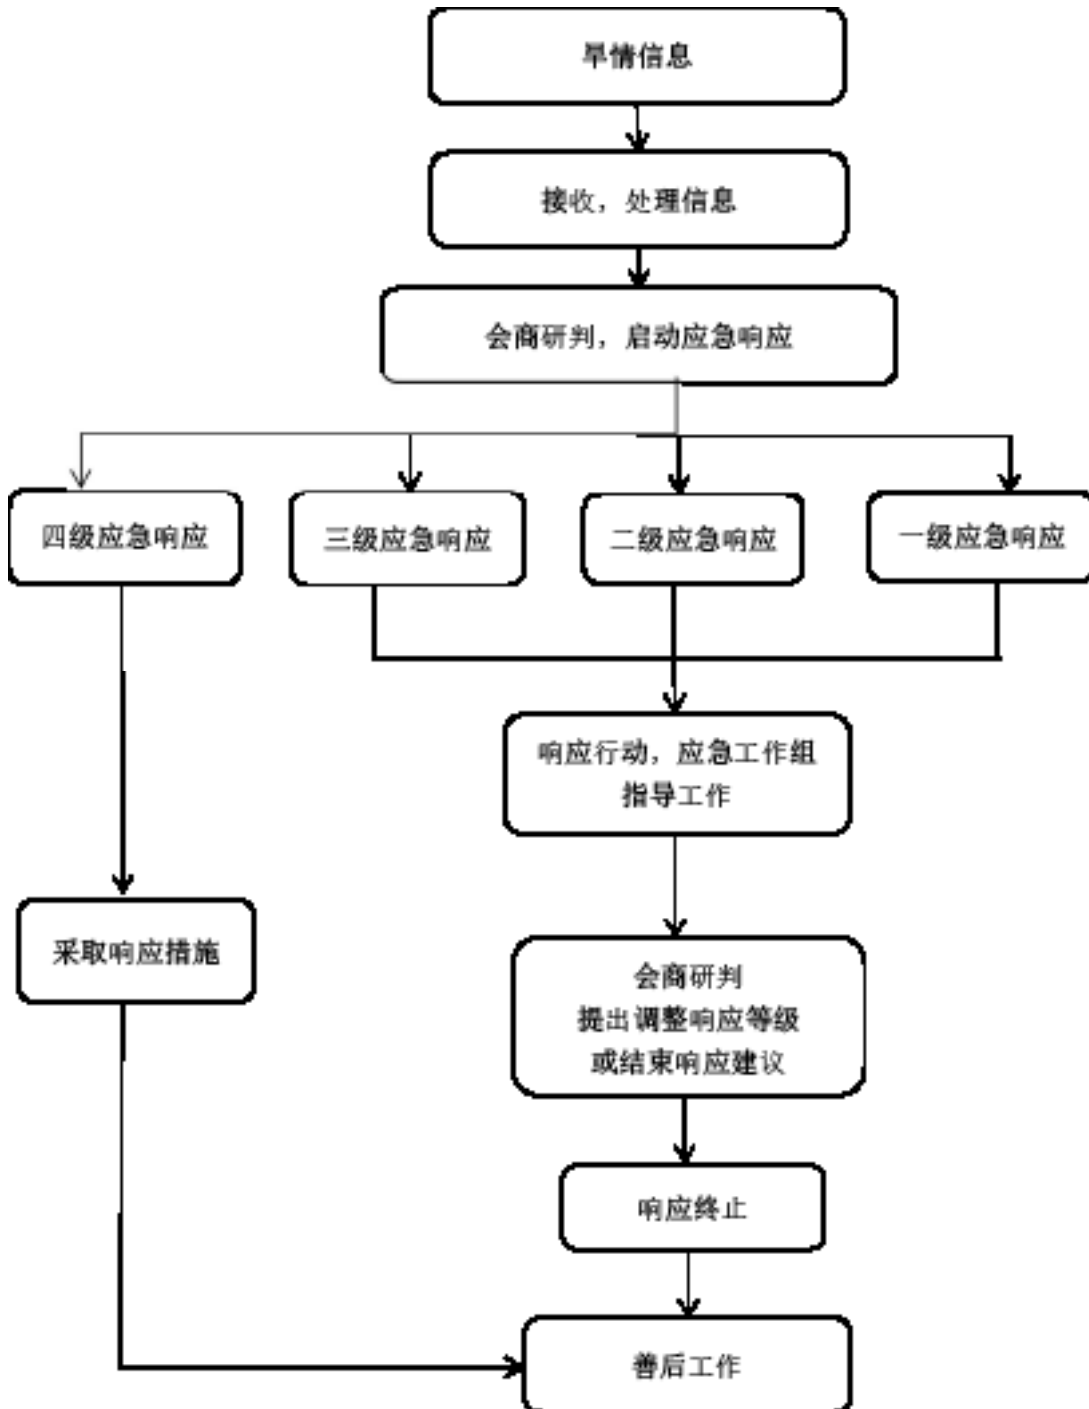 旱情信息
接收，处理信息
会商研判，启动应急响应
四级应急响应
三级应急响应
二级应急响应
一级应急响应
响应行动，应急工作组
指导工作
采取响应措施
会商研判
提出调整响应等级
或结束响应建议
响应终止
善后工作